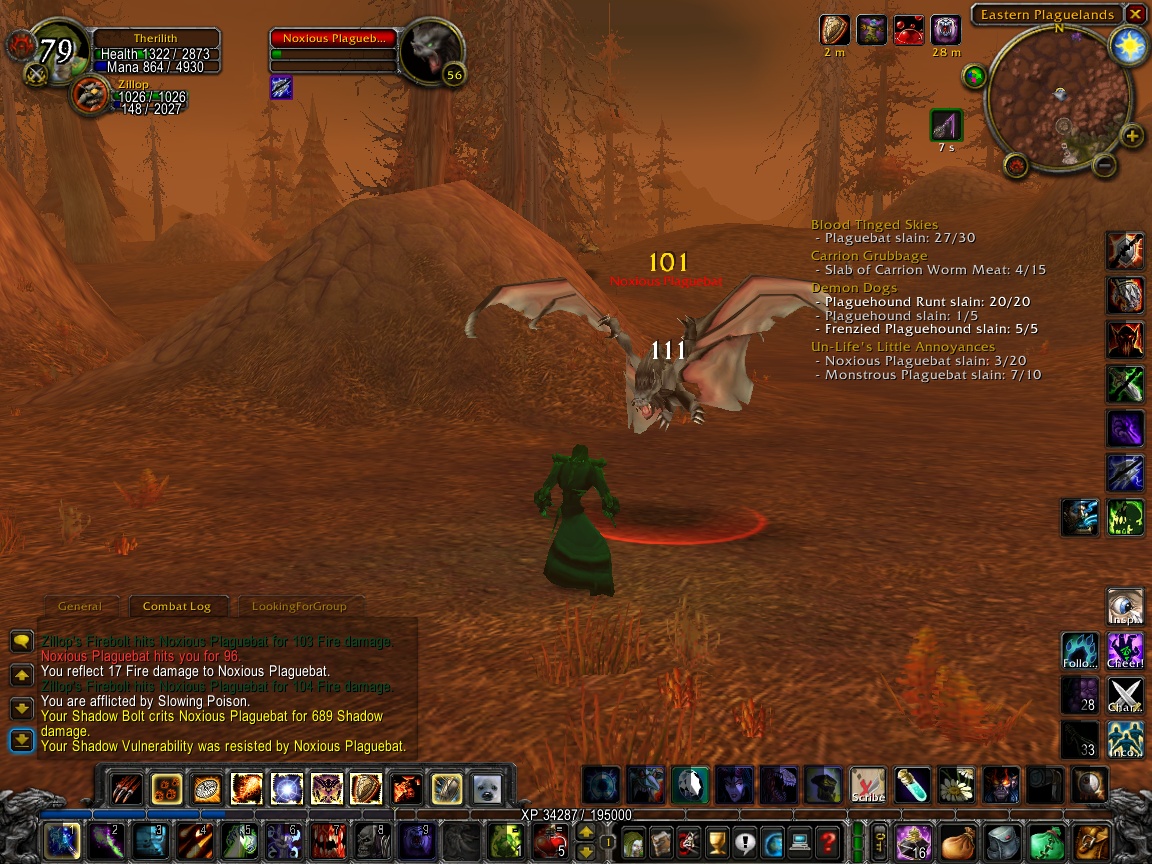 Eastern Plaguelands
N
79
Therilith
Health 1322 / 2873
Mana 864 / 4930
Zillop
1026 / 1026
148 / 2027
Noxious Plagueb...
56
2 m
28 m
7 s
Blood Tinged Skies
- Plaguebat slain: 27/30
Carrion Grubbage
- Slab of Carrion Worm Meat: 4/15
Demon Dogs
- Plaguehound Runt slain: 20/20
- Plaguehound slain: 1/5
- Frenzied Plaguehound slain: 5/5
Un-Life's Little Annoyances
- Noxious Plaguebat slain: 3/20
- Monstrous Plaguebat slain: 7/10
101
Noxious Plaguebat
111
General
Combat Log
LookingForGroup
Zillop's Firebolt hits Noxious Plaguebat for 103 Fire damage.
Noxious Plaguebat hits you for 96.
You reflect 17 Fire damage to Noxious Plaguebat.
Zillop's Firebolt hits Noxious Plaguebat for 104 Fire damage.
You are afflicted by Slowing Poison.
Your Shadow Bolt crits Noxious Plaguebat for 689 Shadow
damage.
Your Shadow Vulnerability was resisted by Noxious Plaguebat.
Insp...
Follo...
Cheer!
28
Char...
33
Inco...
Scribe
XP 34287 / 195000
2
3
4
5
6
7
8
9
-
=
5
1
16